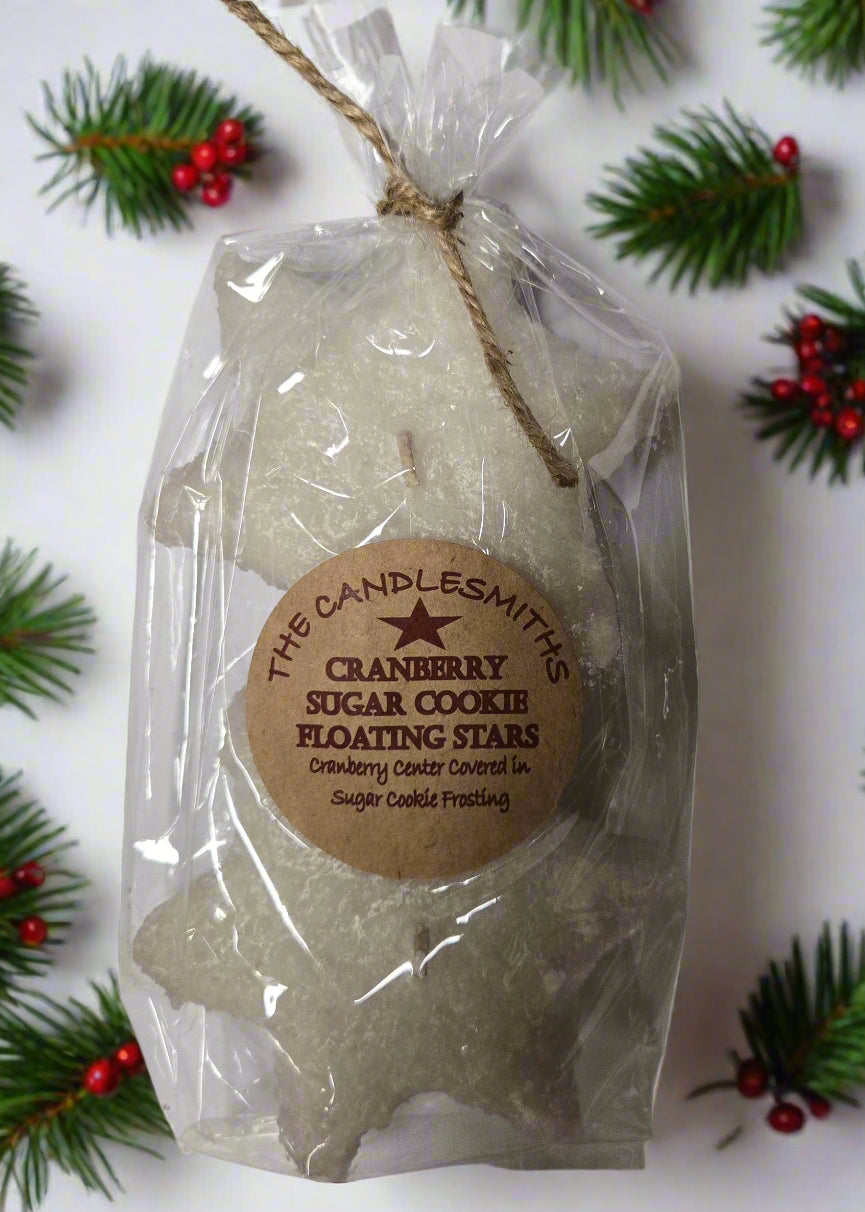 THE CANDLESMITHS
CRANBERRY
SUGAR COOKIE
FLOATING STARS
Cranberry Center Covered in
Sugar Cookie Frosting